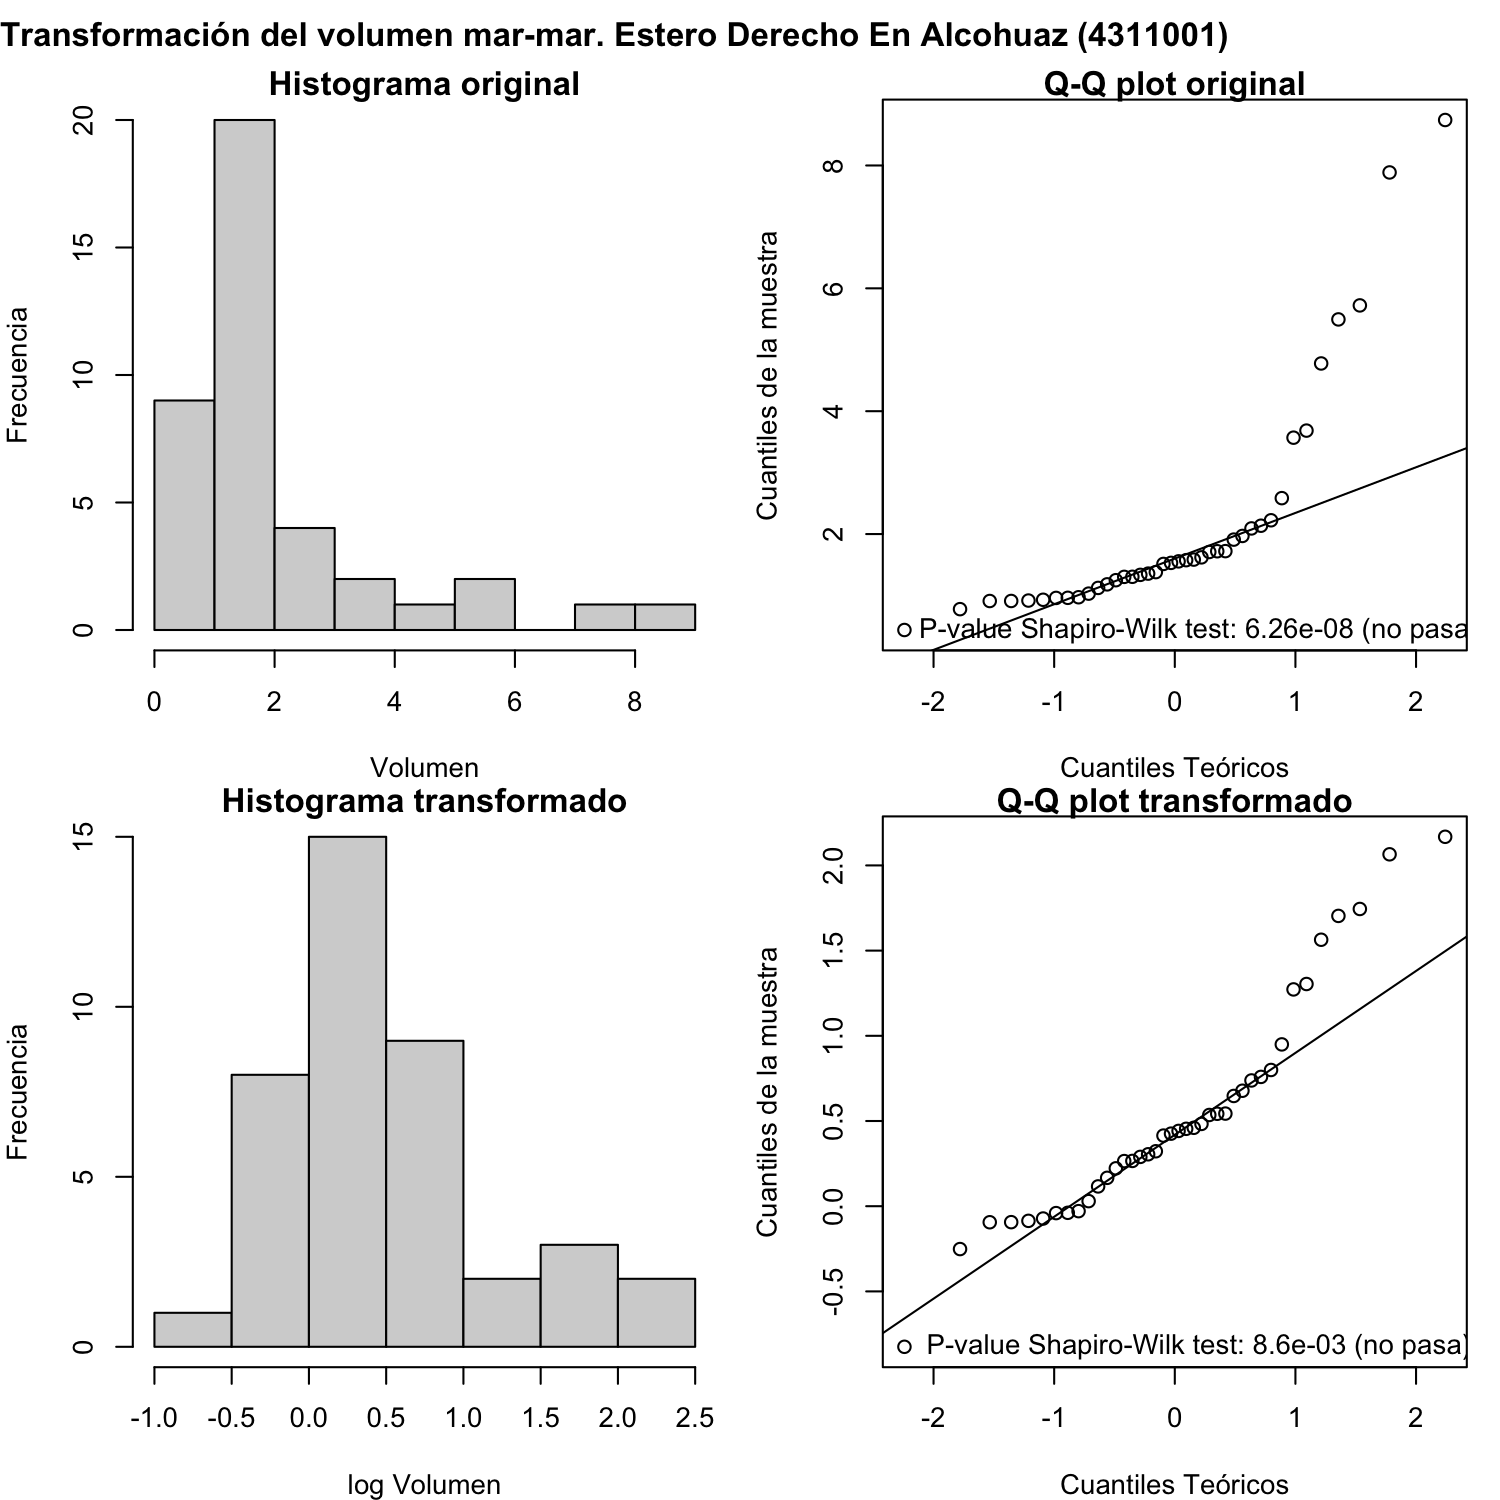 Transformación del volumen mar-mar. Estero Derecho En Alcohuaz (4311001)
Histograma original
Frecuencia
0 5 10 15 20
0 2 4 6 8
Volumen
Q-Q plot original
Cuantiles de la muestra
2 4 6 8
P-value Shapiro-Wilk test: 6.26e-08 (no pasa
-2 -1 0 1 2
Cuantiles Teóricos
Histograma transformado
Frecuencia
0 5 10 15
-1.0 -0.5 0.0 0.5 1.0 1.5 2.0 2.5
log Volumen
Q-Q plot transformado
Cuantiles de la muestra
-0.5 0.0 0.5 1.0 1.5 2.0
P-value Shapiro-Wilk test: 8.6e-03 (no pasa)
-2 -1 0 1 2
Cuantiles Teóricos